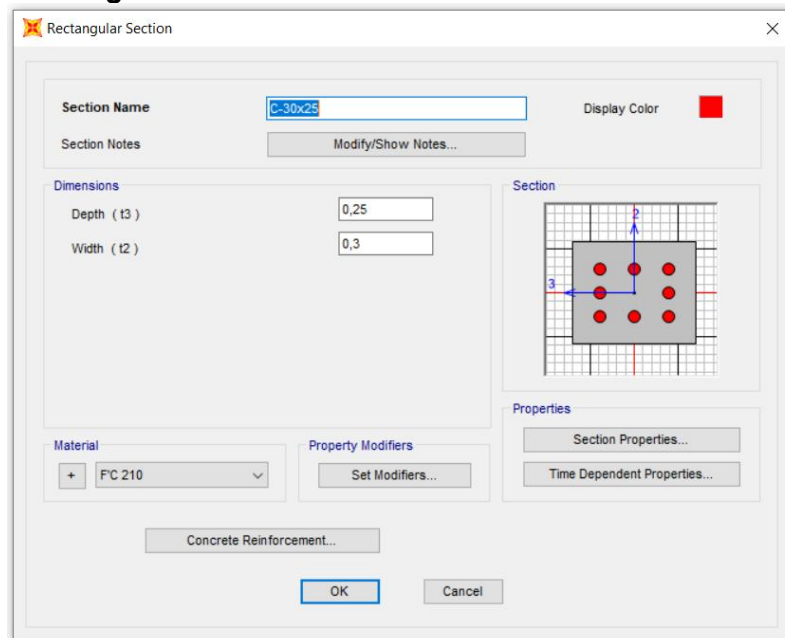 Rectangular Section
Section Name C-30x25 Display Color
Section Notes Modify/Show Notes...
Dimensions
Depth ( t3 ) 0,25
Width ( t2 ) 0,3
Section
2
3
Properties
Section Properties...
Time Dependent Properties...
Material
+ F'C 210
Property Modifiers
Set Modifiers...
Concrete Reinforcement...
OK Cancel